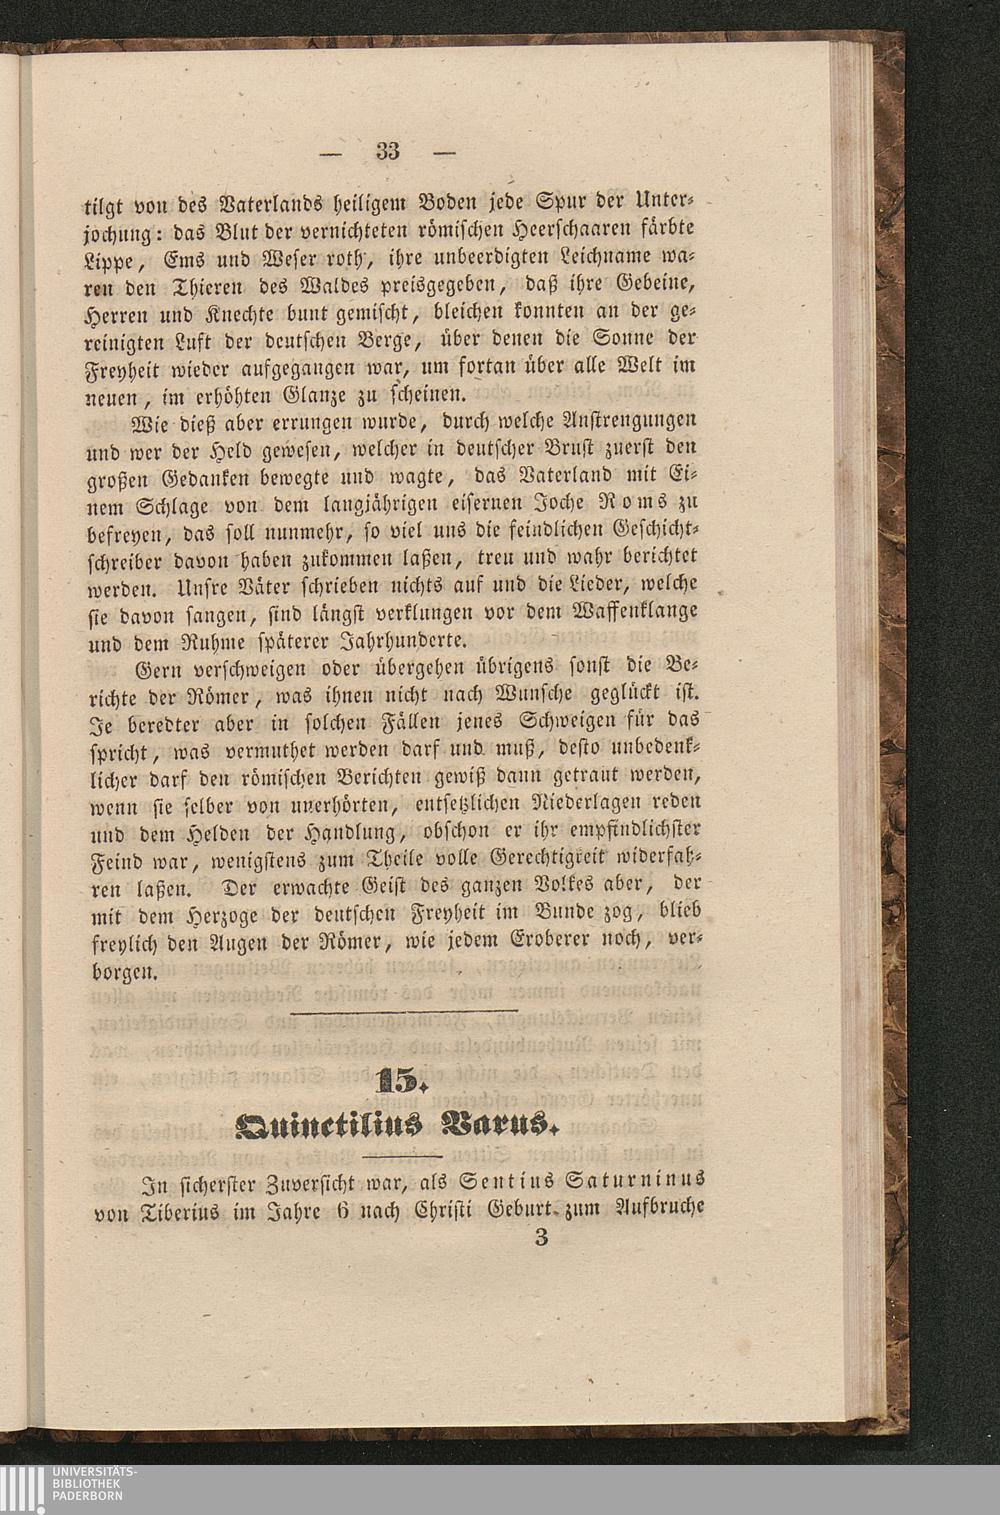 — 33 —
tilgt von des Vaterlands heiligem Boden jede Spur der Unter-
jochung: das Blut der vernichteten römischen Heerschaaren färbte
Lippe, Ems und Weser roth, ihre unbeerdigten Leichname wa-
ren den Thieren des Waldes preisgegeben, daß ihre Gebeine,
Herren und Knechte bunt gemischt, bleichen konnten an der ge-
reinigten Luft der deutschen Berge, über denen die Sonne der
Freyheit wieder aufgegangen war, um fortan über alle Welt im
neuen, im erhöhten Glanze zu scheinen.
Wie dieß aber errungen wurde, durch welche Anstrengungen
und wer der Held gewesen, welcher in deutscher Brust zuerst den
großen Gedanken bewegte und wagte, das Vaterland mit Ei-
nem Schlage von dem langjährigen eisernen Joche Roms zu
befreyen, das soll nunmehr, so viel uns die feindlichen Geschicht-
schreiber davon haben zukommen laßen, treu und wahr berichtet
werden. Unsre Väter schrieben nichts auf und die Lieder, welche
sie davon sangen, sind längst verklungen vor dem Waffenklange
und dem Ruhme späterer Jahrhunderte.
Gern verschweigen oder übergehen übrigens sonst die Be-
richte der Römer, was ihnen nicht nach Wunsche geglückt ist.
Je beredter aber in solchen Fällen jenes Schweigen für das
spricht, was vermuthet werden darf und muß, desto unbedenk-
licher darf den römischen Berichten gewiß dann getraut werden,
wenn sie selber von unerhörten, entsetzlichen Niederlagen reden
und dem Helden der Handlung, obschon er ihr empfindlichster
Feind war, wenigstens zum Theile volle Gerechtigkeit widerfah-
ren laßen. Der erwachte Geist des ganzen Volkes aber, der
mit dem Herzoge der deutschen Freyheit im Bunde zog, blieb
freylich den Augen der Römer, wie jedem Eroberer noch, ver-
borgen.
15.
Quinctilius Varus.
In sicherster Zuversicht war, als Sentius Saturninus
von Tiberius im Jahre 6 nach Christi Geburt zum Aufbruche
3
UNIVERSITÄTS-
BIBLIOTHEK
PADERBORN